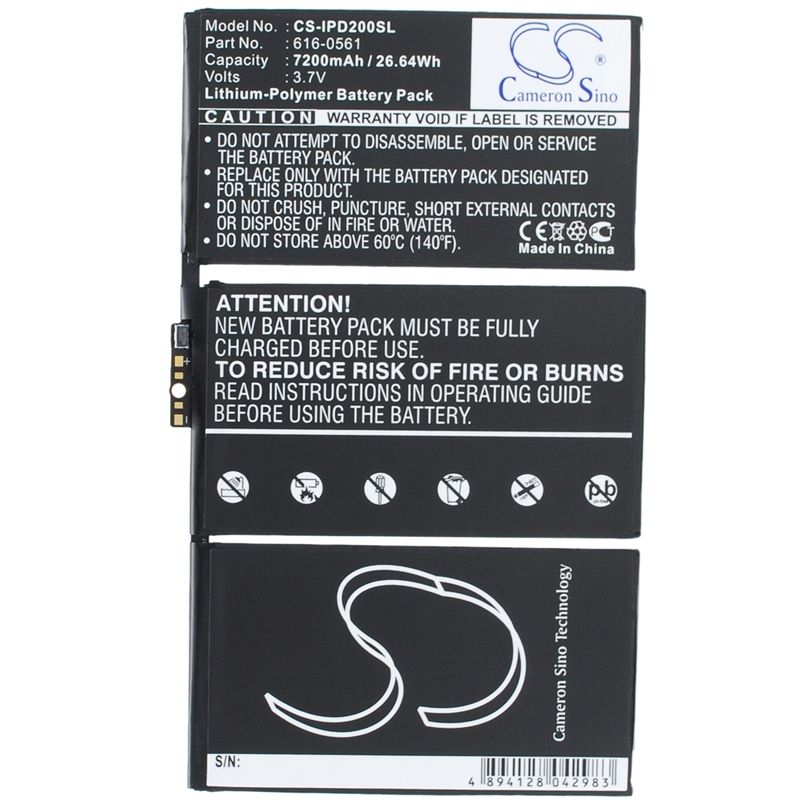 Model No. : CS-IPD200SL
Part No. : 616-0561
Capacity : 7200mAh / 26.64Wh
Volts : 3.7V
Lithium-Polymer Battery Pack
CS
®
Cameron Sino
CAUTION WARRANTY VOID IF LABEL IS REMOVED
• DO NOT ATTEMPT TO DISASSEMBLE, OPEN OR SERVICE
THE BATTERY PACK.
• REPLACE ONLY WITH THE BATTERY PACK DESIGNATED
FOR THIS PRODUCT.
• DO NOT CRUSH, PUNCTURE, SHORT EXTERNAL CONTACTS
OR DISPOSE OF IN FIRE OR WATER.
• DO NOT STORE ABOVE 60°C (140°F).
CE PCT
Made In China
ATTENTION!
NEW BATTERY PACK MUST BE FULLY
CHARGED BEFORE USE.
TO REDUCE RISK OF FIRE OR BURNS
READ INSTRUCTIONS IN OPERATING GUIDE
BEFORE USING THE BATTERY.
+
-
pb
CS
Cameron Sino Technology
S/N:
4 894128 042983